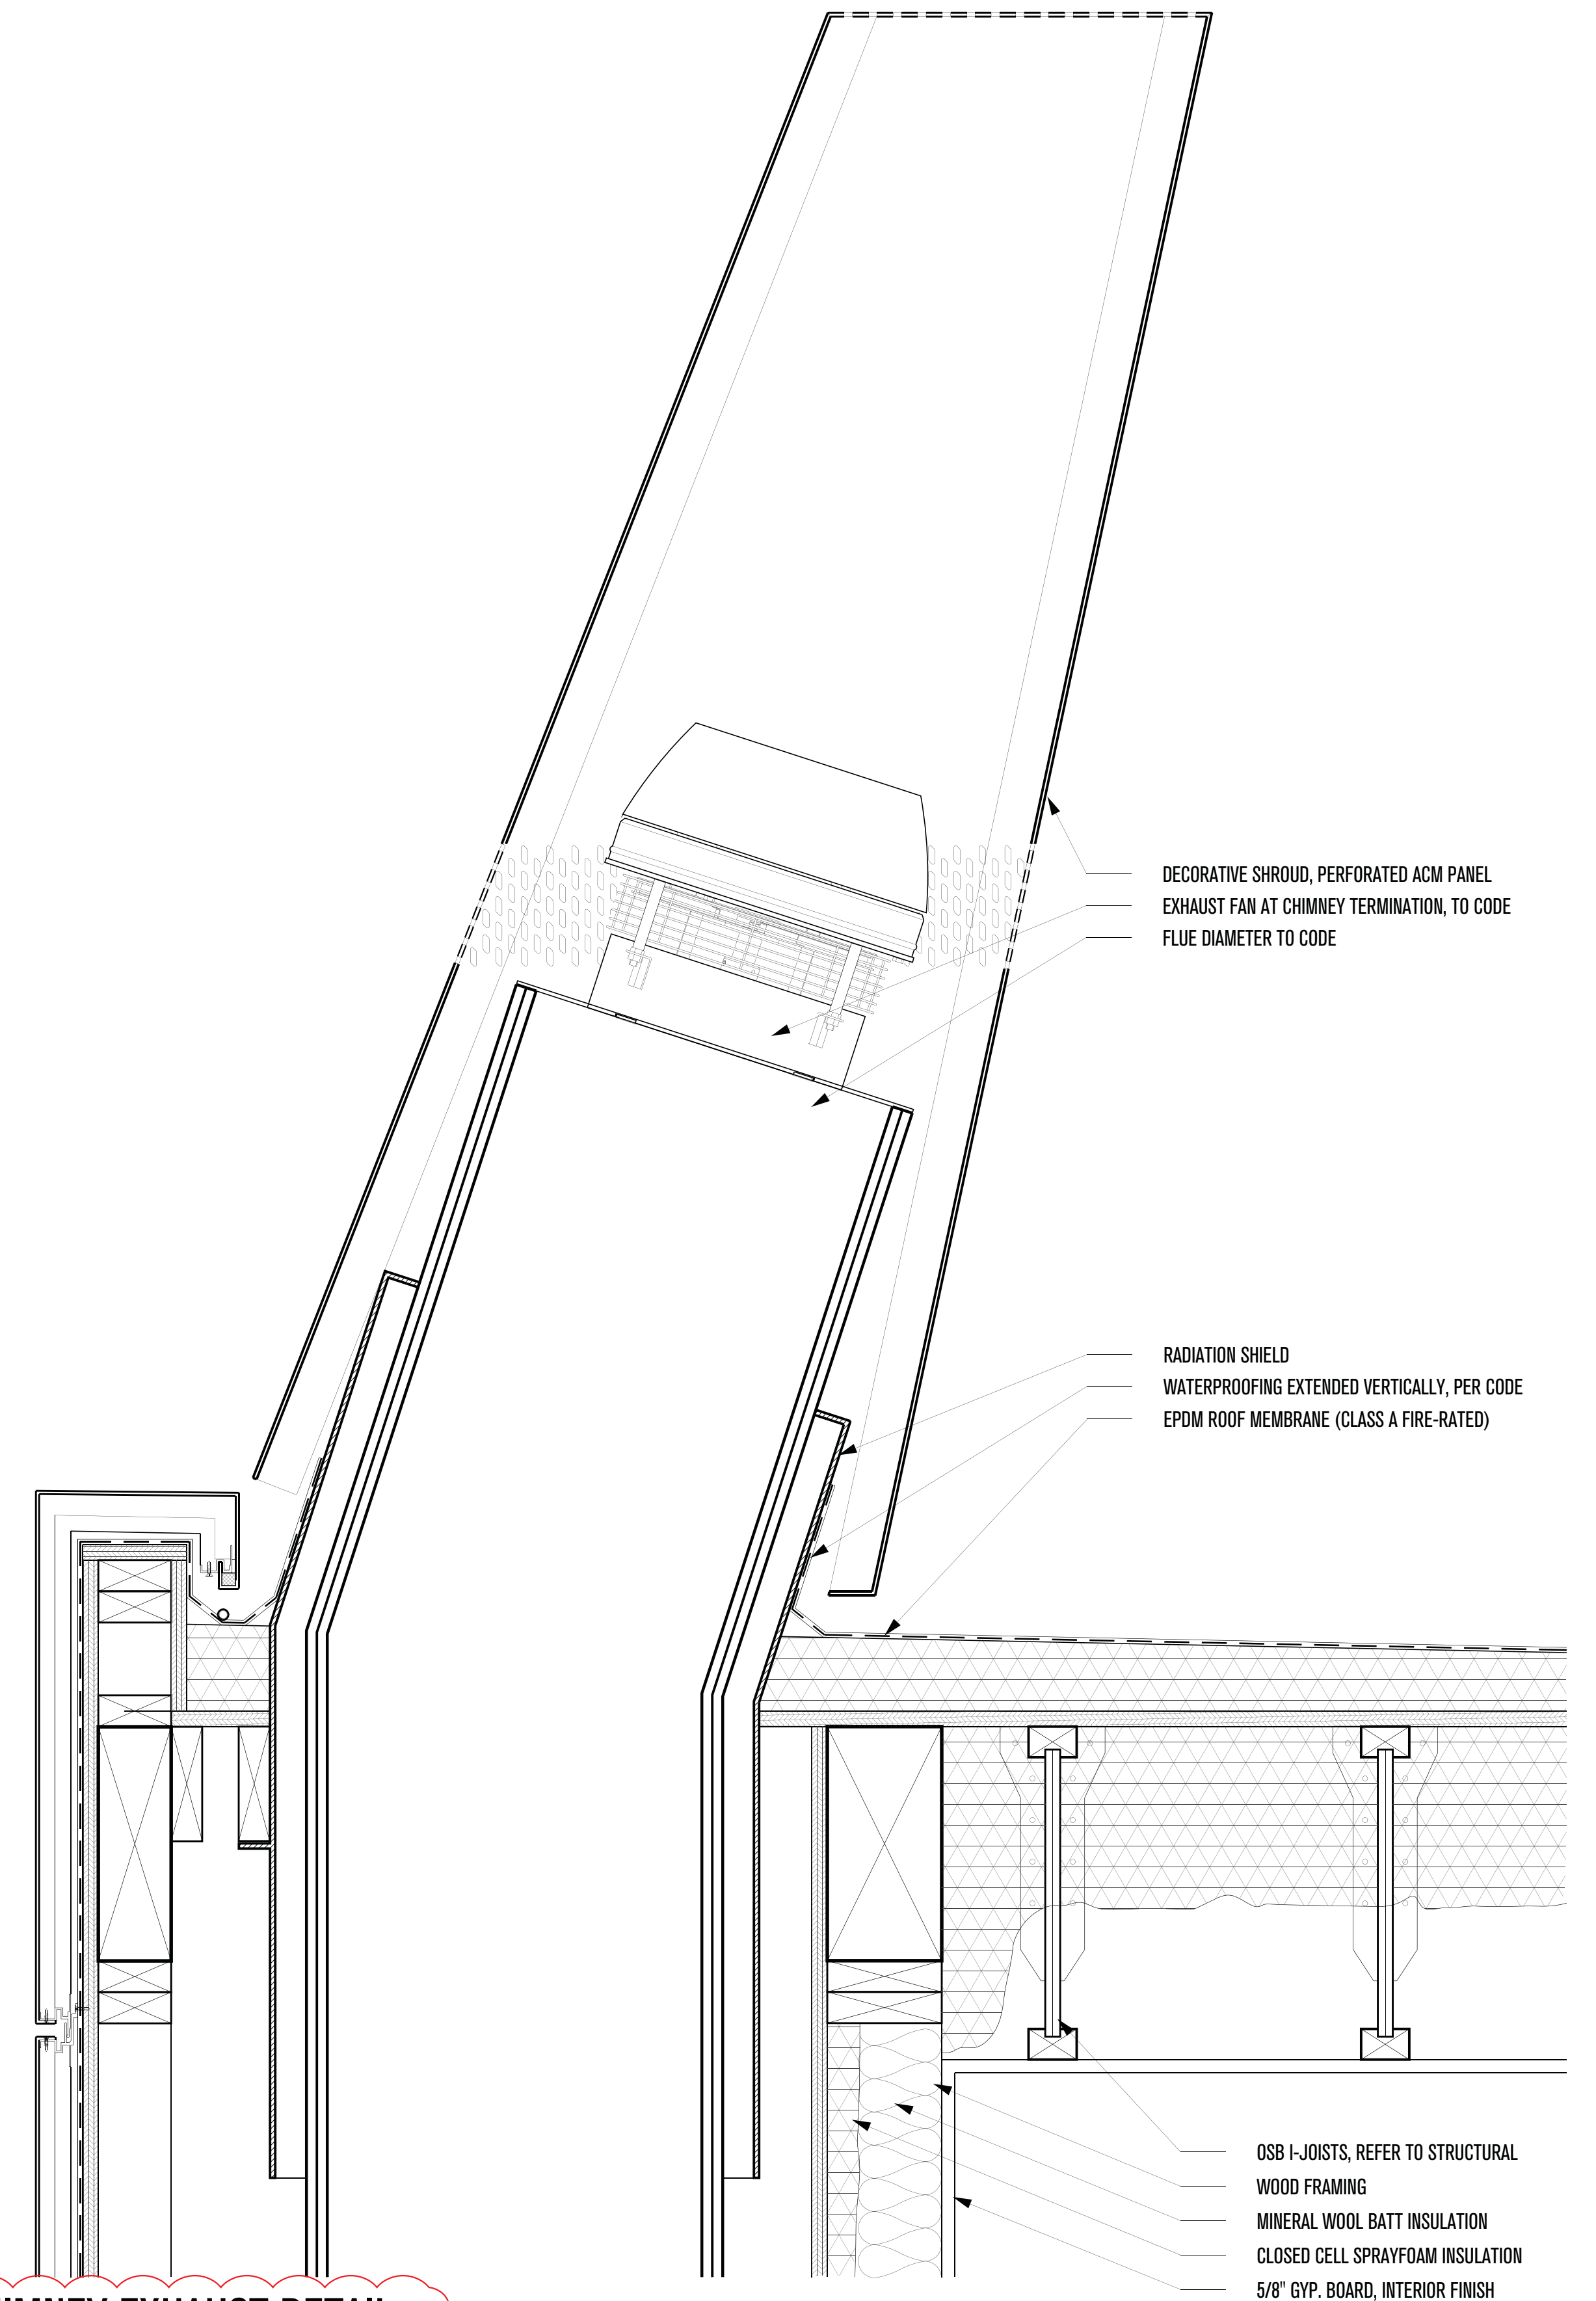 DECORATIVE SHROUD, PERFORATED ACM PANEL
EXHAUST FAN AT CHIMNEY TERMINATION, TO CODE
FLUE DIAMETER TO CODE
RADIATION SHIELD
WATERPROOFING EXTENDED VERTICALLY, PER CODE
EPDM ROOF MEMBRANE (CLASS A FIRE-RATED)
OSB I-JOISTS, REFER TO STRUCTURAL
WOOD FRAMING
MINERAL WOOL BATT INSULATION
CLOSED CELL SPRAYFOAM INSULATION
5/8" GYP. BOARD, INTERIOR FINISH
EXHAUST DETAIL